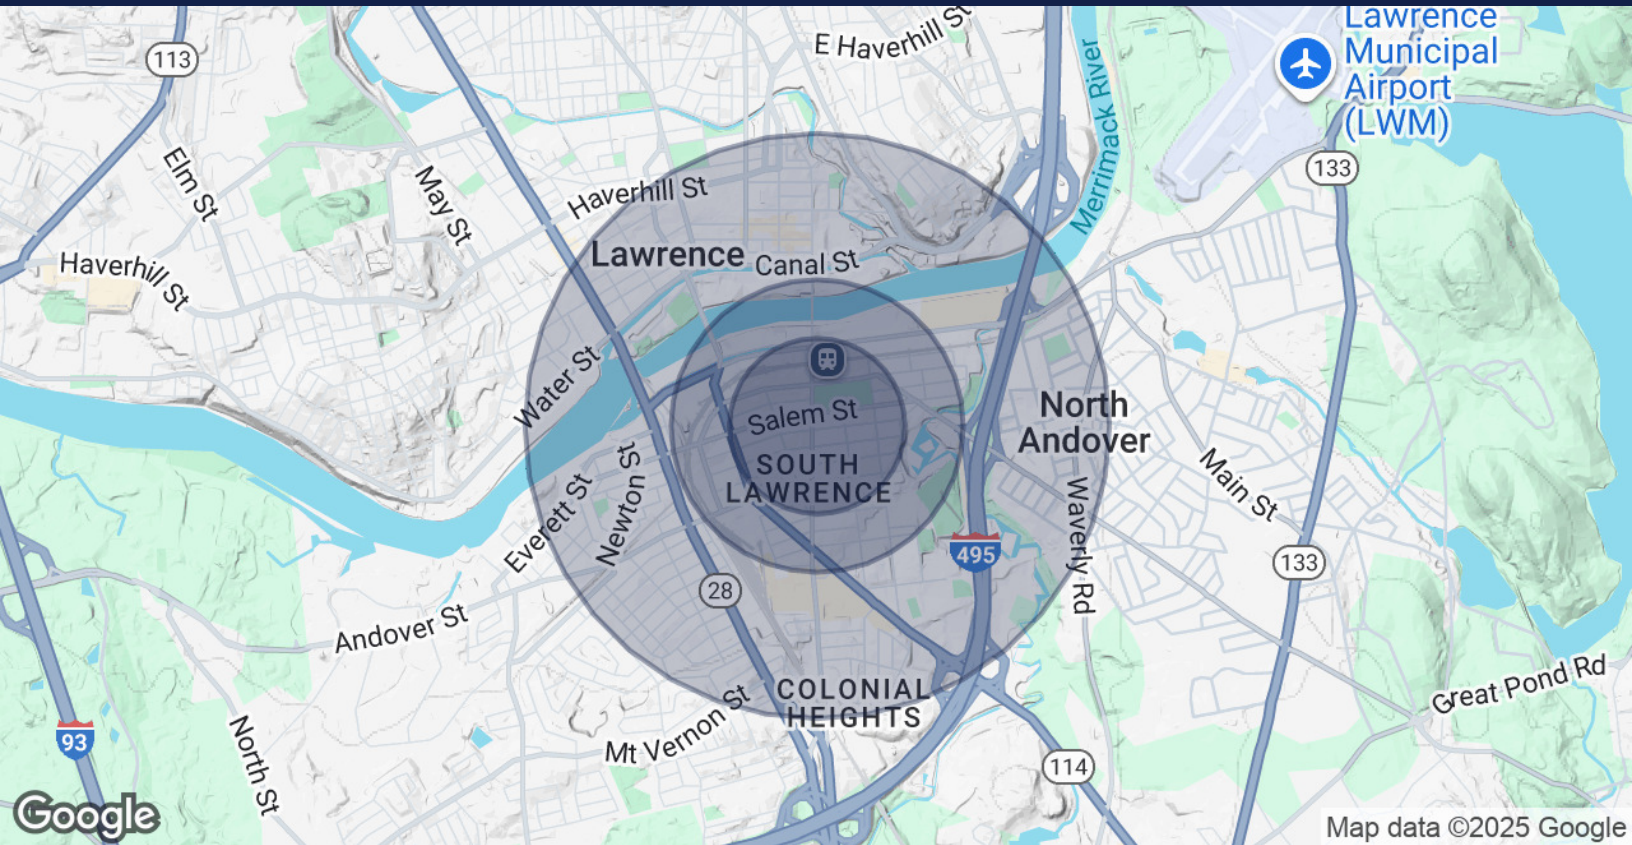 Lawrence
Municipal
Airport
(LWM)
E Haverhill St
113
Merrimack River
133
Elm St
May St
Haverhill St
Lawrence
Canal St
Haverhill St
Water St
Salem St
North
Andover
SOUTH
LAWRENCE
Newton St
Everett St
Main St
Waverly Rd
495
133
28
Andover St
COLONIAL
HEIGHTS
Great Pond Rd
Mt Vernon St
93
North St
114
Google
Map data ©2025 Google